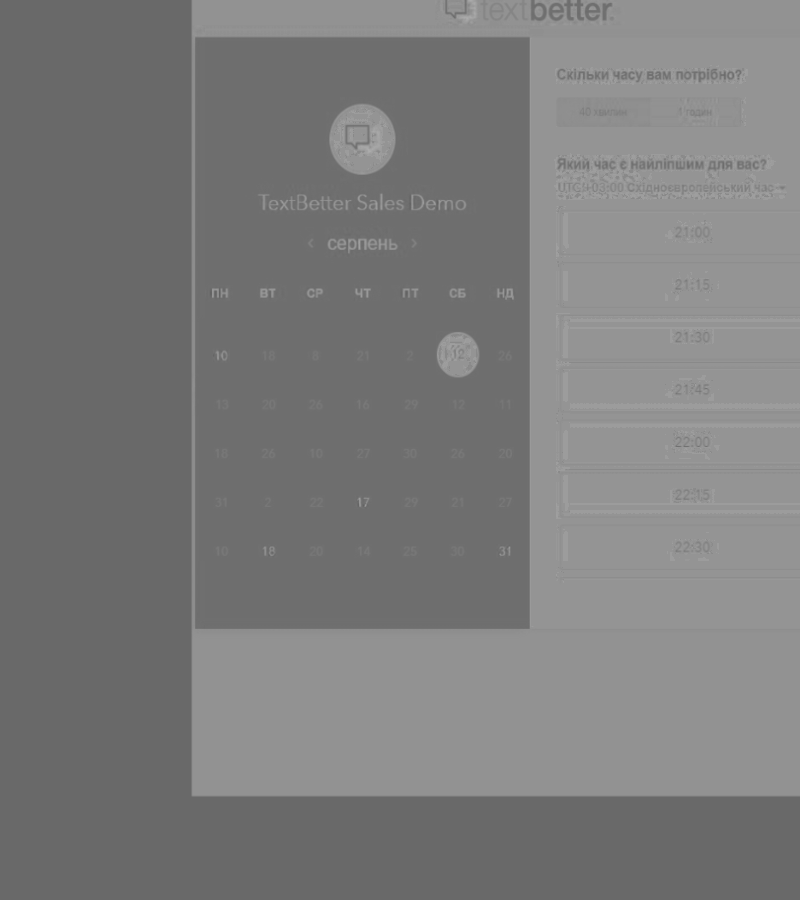 textbetter
TextBetter Sales Demo
серпень
ПН ВТ СР ЧТ ПТ СБ НД
10 18 8 21 2 12 26
13 20 26 16 29 12 11
18 26 10 27 30 26 20
31 2 22 17 29 21 27
10 18 20 14 25 30 31
Скільки часу вам потрібно?
40 хвилин 1 годин
Який час є найліпшим для вас?
UTC+03:00 Східноєвропейський час
21:00
21:15
21:30
21:45
22:00
22:15
22:30